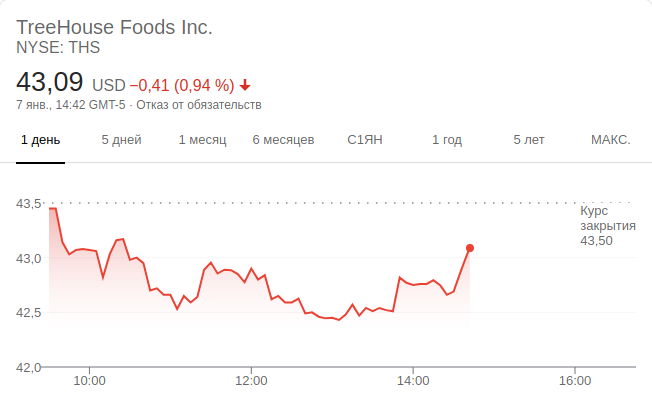 TreeHouse Foods Inc.
NYSE: THS
43,09 USD −0,41 (0,94 %)
7 янв., 14:42 GMT-5 · Отказ от обязательств
1 день 5 дней 1 месяц 6 месяцев С1ЯН 1 год 5 лет МАКС.
43,5
Курс
закрытия
43,50
43,0
42,5
42,0
10:00 12:00 14:00 16:00